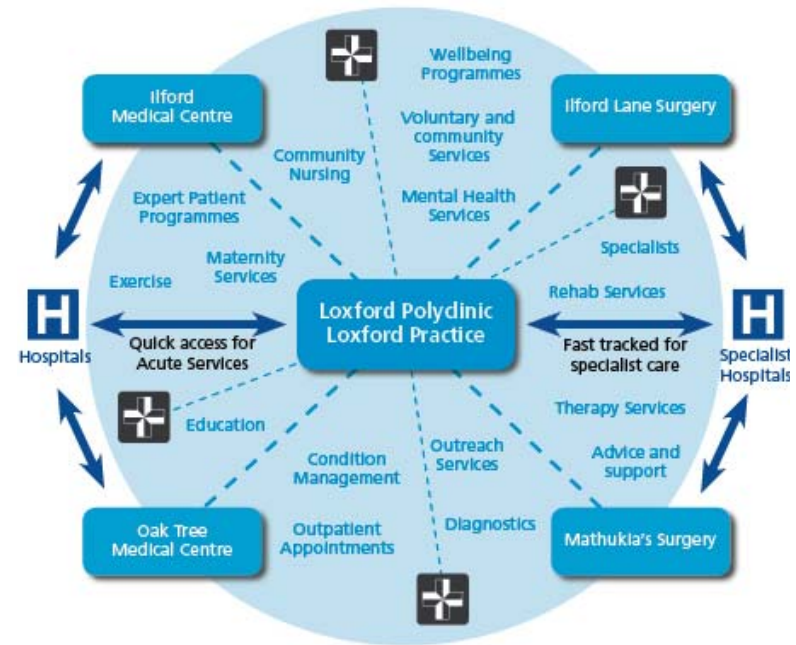 Wellbeing
Programmes
Ilford
Medical Centre
Ilford Lane Surgery
Voluntary and
community
Services
Community
Nursing
Mental Health
Services
Expert Patient
Programmes
Specialists
Maternity
Services
Exercise
Rehab Services
Loxford Polyclinic
Loxford Practice
H
Hospitals
Quick access for
Acute Services
Fast tracked for
specialist care
H
Specialist
Hospitals
Therapy Services
Education
Outreach
Services
Condition
Management
Advice and
support
Oak Tree
Medical Centre
Outpatient
Appointments
Diagnostics
Mathukia's Surgery